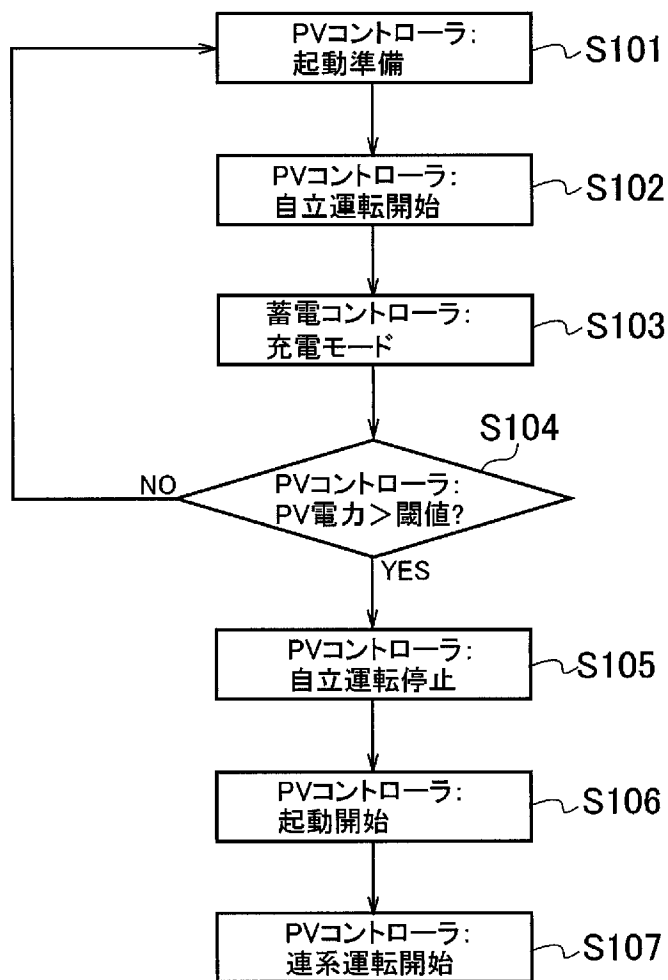 PVコントローラ:
起動準備
S101
PVコントローラ:
自立運転開始
S102
蓄電コントローラ:
充電モード
S103
S104
PVコントローラ:
PV電力＞閾値?
NO
YES
PVコントローラ:
自立運転停止
S105
PVコントローラ:
起動開始
S106
PVコントローラ:
連系運転開始
S107